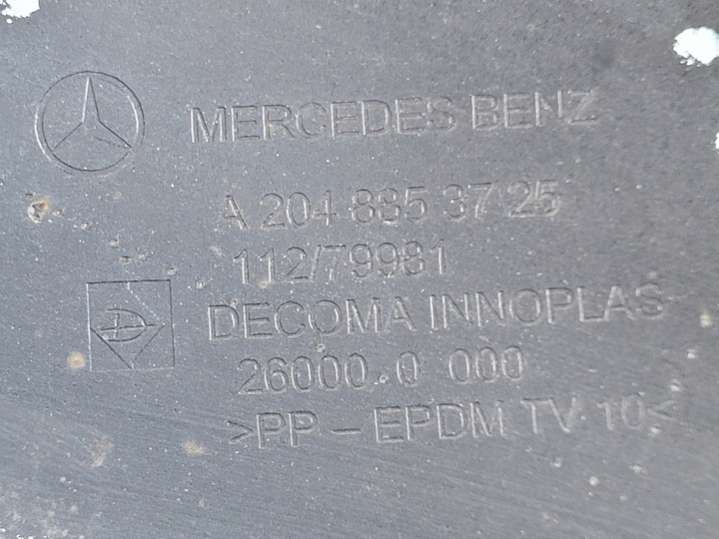 MERCEDES BENZ
A 204 885 37 25
112/79981
DECOMA INNOPLAS
26000.0 000
>PP - EPDM TV 10<